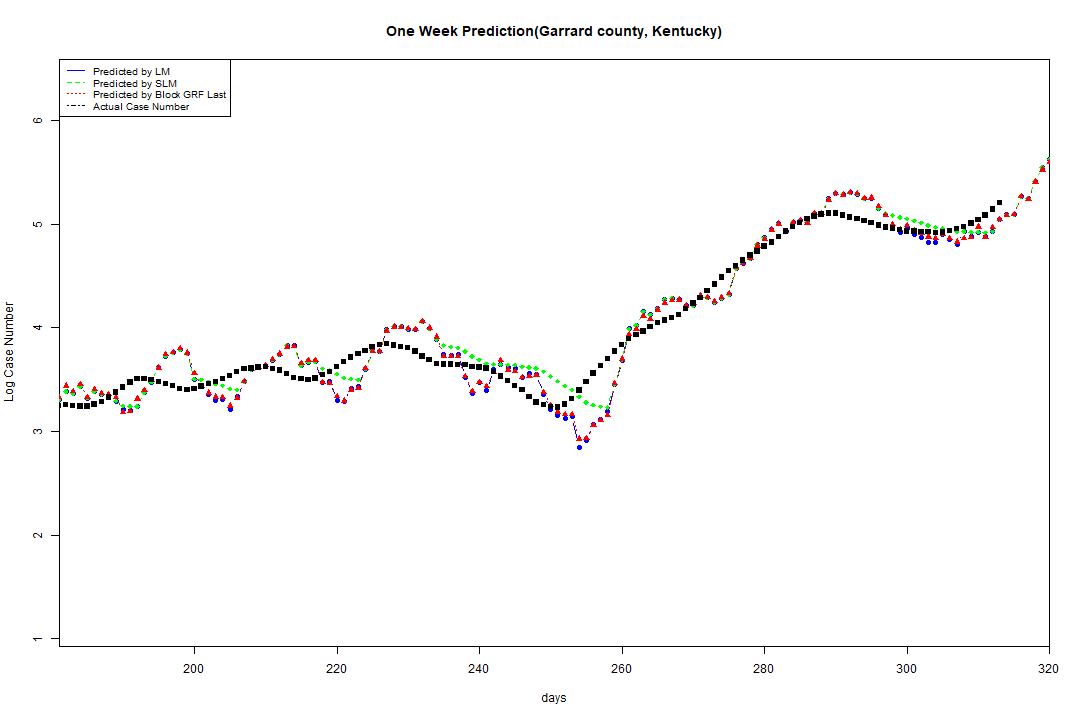 One Week Prediction(Garrard county, Kentucky)
Predicted by LM
Predicted by SLM
Predicted by Block GRF Last
Actual Case Number
Log Case Number
6
5
4
3
2
1
200 220 240 260 280 300 320
days